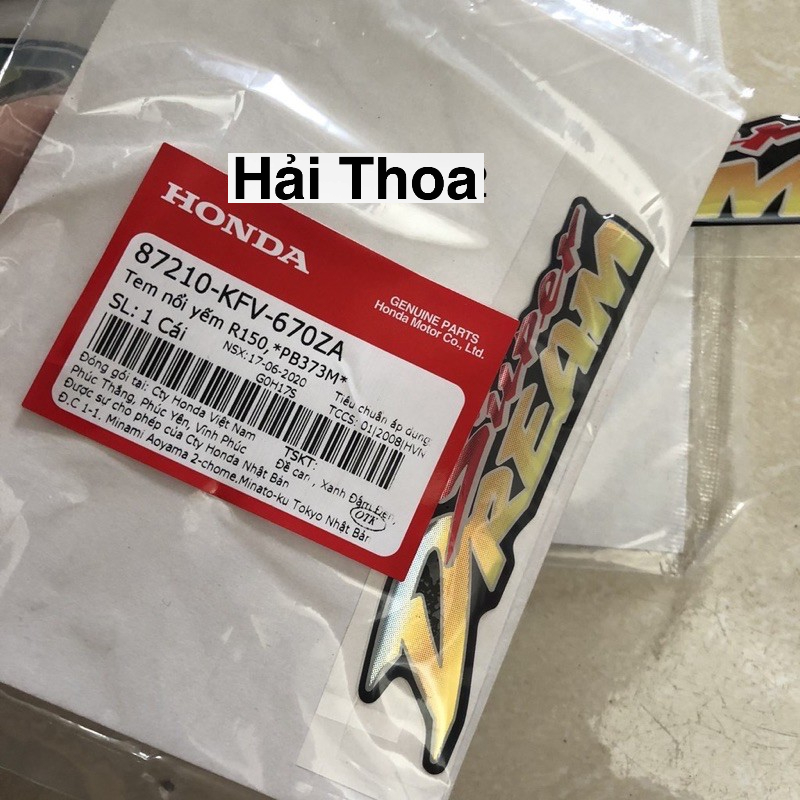 Hải Thoa
HONDA
GENUINE PARTS
Honda Motor Co., Ltd.
87210-KFV-670ZA
Tem nổi yếm R150,*PB373M*
SL: 1 Cái
NSX:17-06-2020
G0H17S
Tiêu chuẩn áp dụng:
TCCS: 01|2008|HVN
Đóng gói tại: Cty Honda Việt Nam
Phúc Thắng, Phúc Yên, Vĩnh Phúc
Được sự cho phép của Cty Honda Nhật Bản
Đ.C 1-1, Minami Aoyama 2-chome,Minato-ku Tokyo Nhật Bản
TSKT:
Đề can , Xanh Đậm Đen,
OTK
Super
DREAM